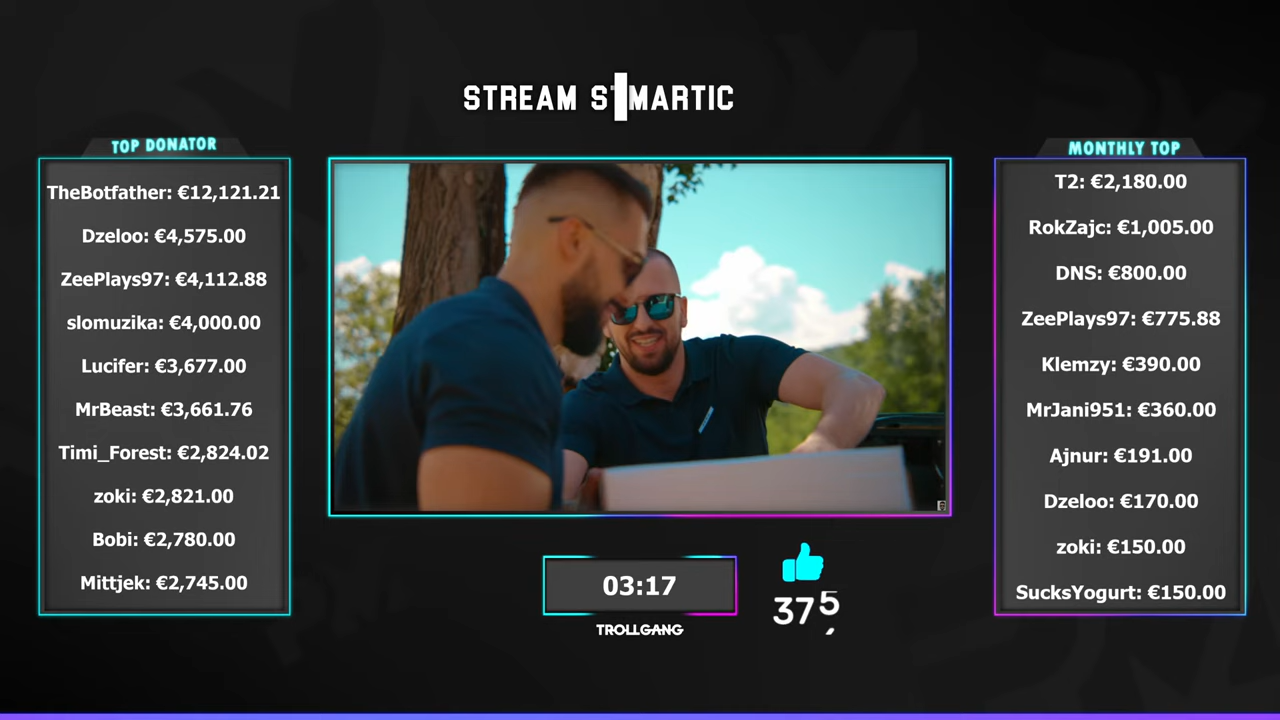 STREAM S MARTIC
TOP DONATOR
TheBotfather: €12,121.21
Dzeloo: €4,575.00
ZeePlays97: €4,112.88
slomuzika: €4,000.00
Lucifer: €3,677.00
MrBeast: €3,661.76
Timi_Forest: €2,824.02
zoki: €2,821.00
Bobi: €2,780.00
Mittjek: €2,745.00
03:17
TROLLGANG
375
MONTHLY TOP
T2: €2,180.00
RokZajc: €1,005.00
DNS: €800.00
ZeePlays97: €775.88
Klemzy: €390.00
MrJani951: €360.00
Ajnur: €191.00
Dzeloo: €170.00
zoki: €150.00
SucksYogurt: €150.00